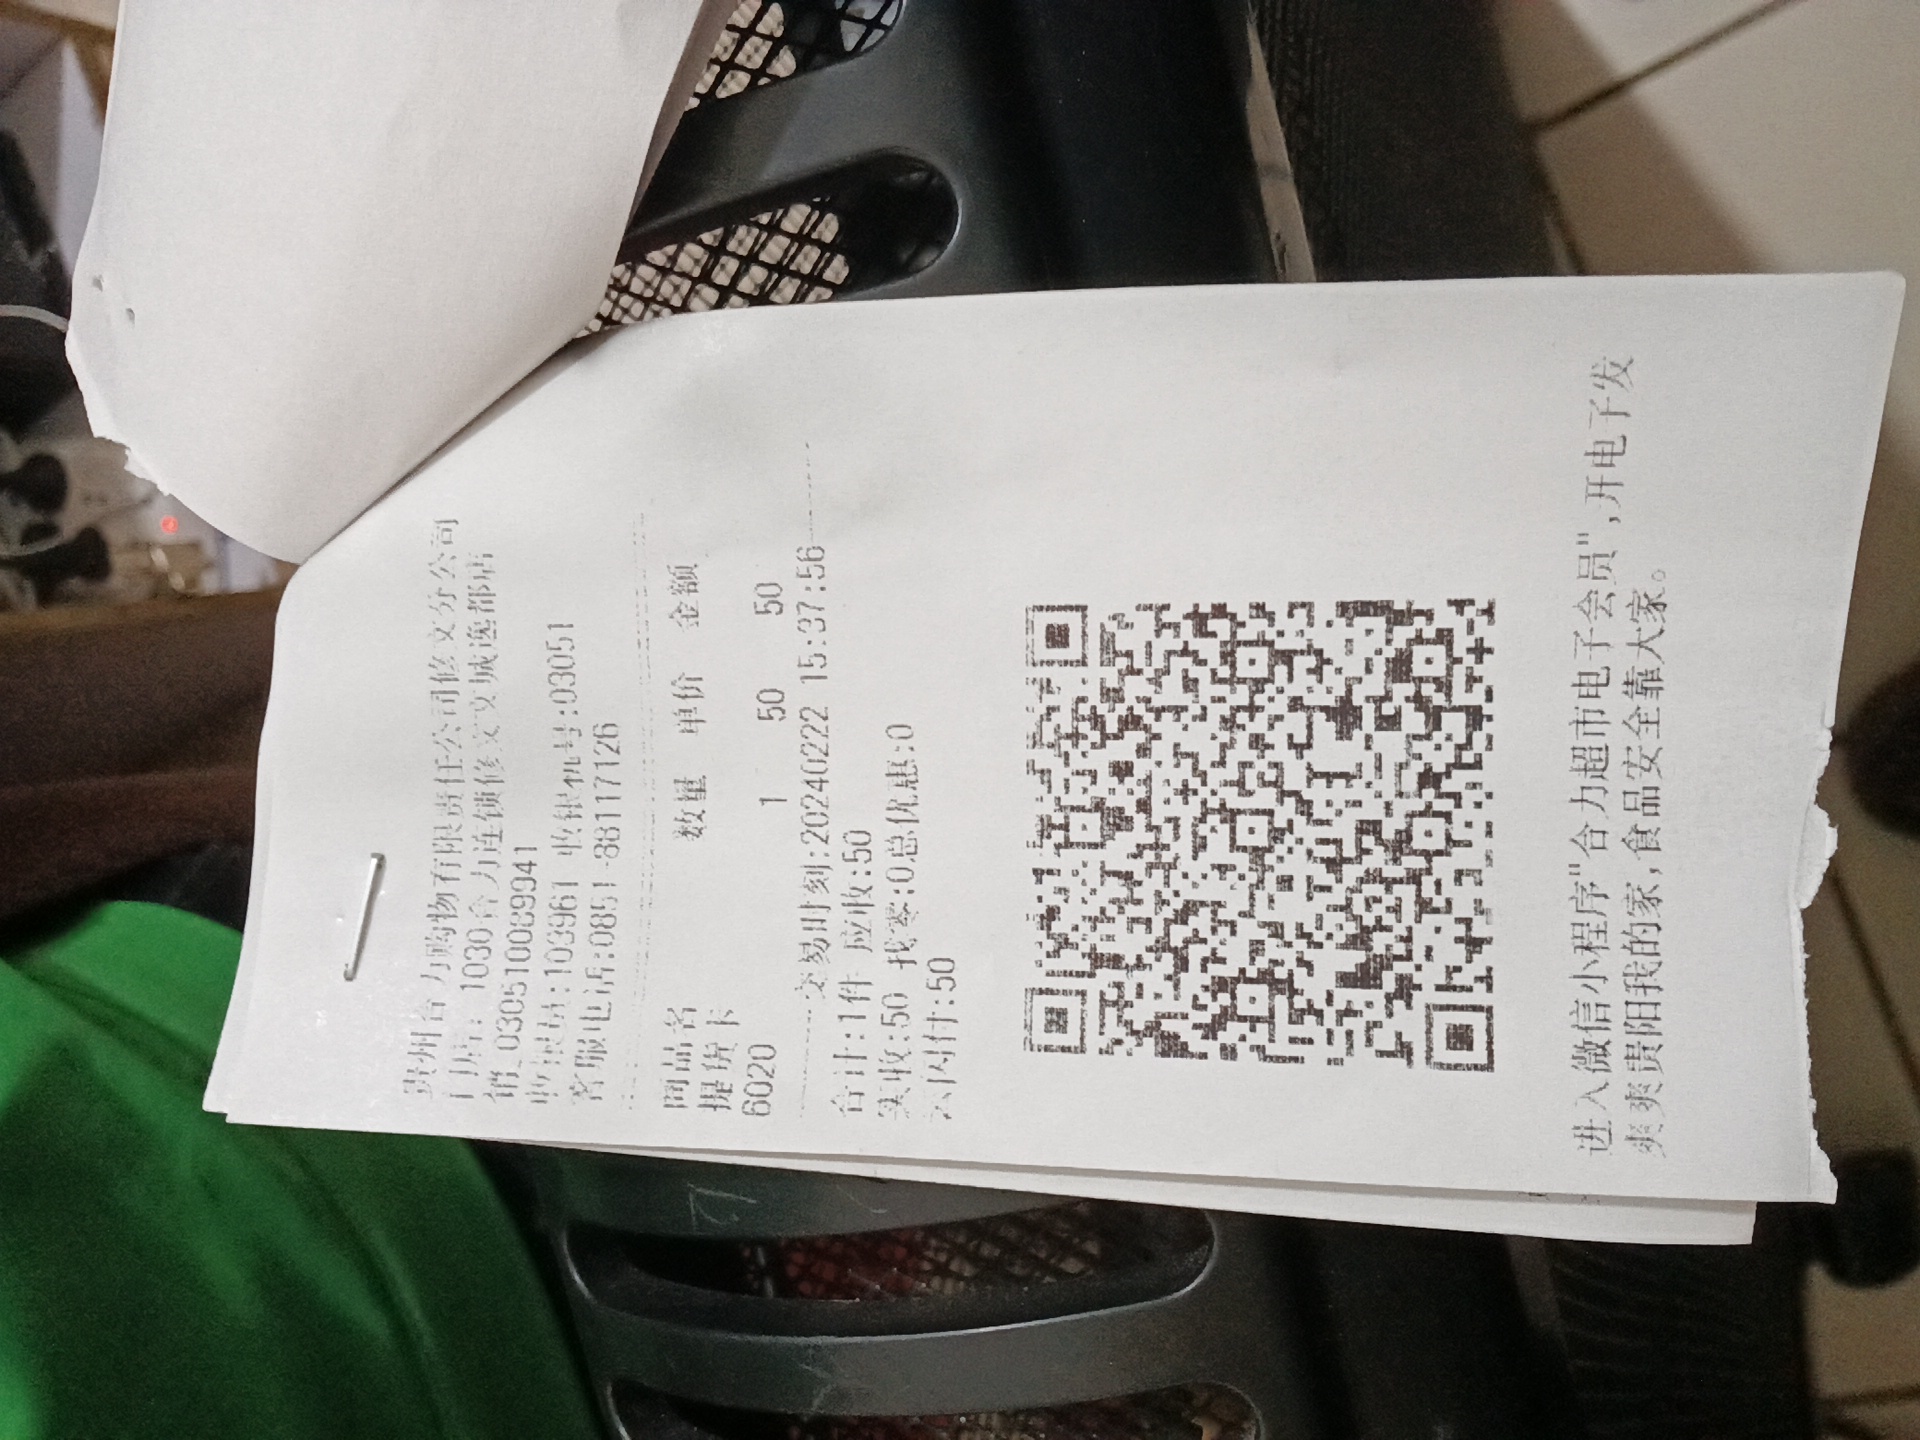 贵州合力购物有限责任公司修文分公司
门店: 1030合力连锁修文文城逸都店
销_030510089941
收银员:103961 收银机号:03051
客服电话:0851-88117126
商品名 数量 单价 金额
提货卡
6020 1 50 50
交易时刻:20240222 15:37:56
合计:1件 应收:50
实收:50 找零:0总优惠:0
云闪付:50
进入微信小程序"合力超市电子会员",开电子发
爽爽贵阳我的家,食品安全靠大家。